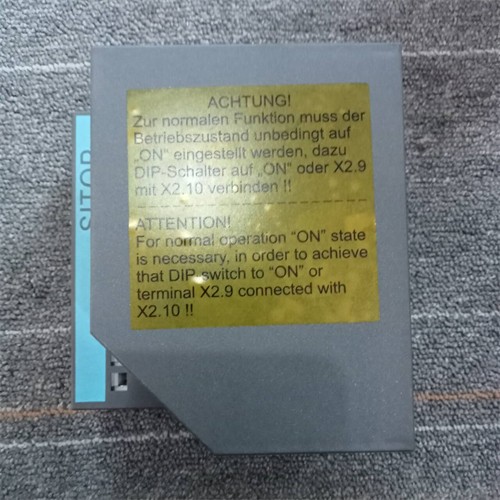 ACHTUNG!
Zur normalen Funktion muss der
Betriebszustand unbedingt auf
„ON“ eingestellt werden, dazu
DIP-Schalter auf „ON“ oder X2.9
mit X2.10 verbinden !!
ATTENTION!
For normal operation “ON” state
is necessary, in order to achieve
that DIP switch to “ON” or
terminal X2.9 connected with
X2.10 !!
SITOP